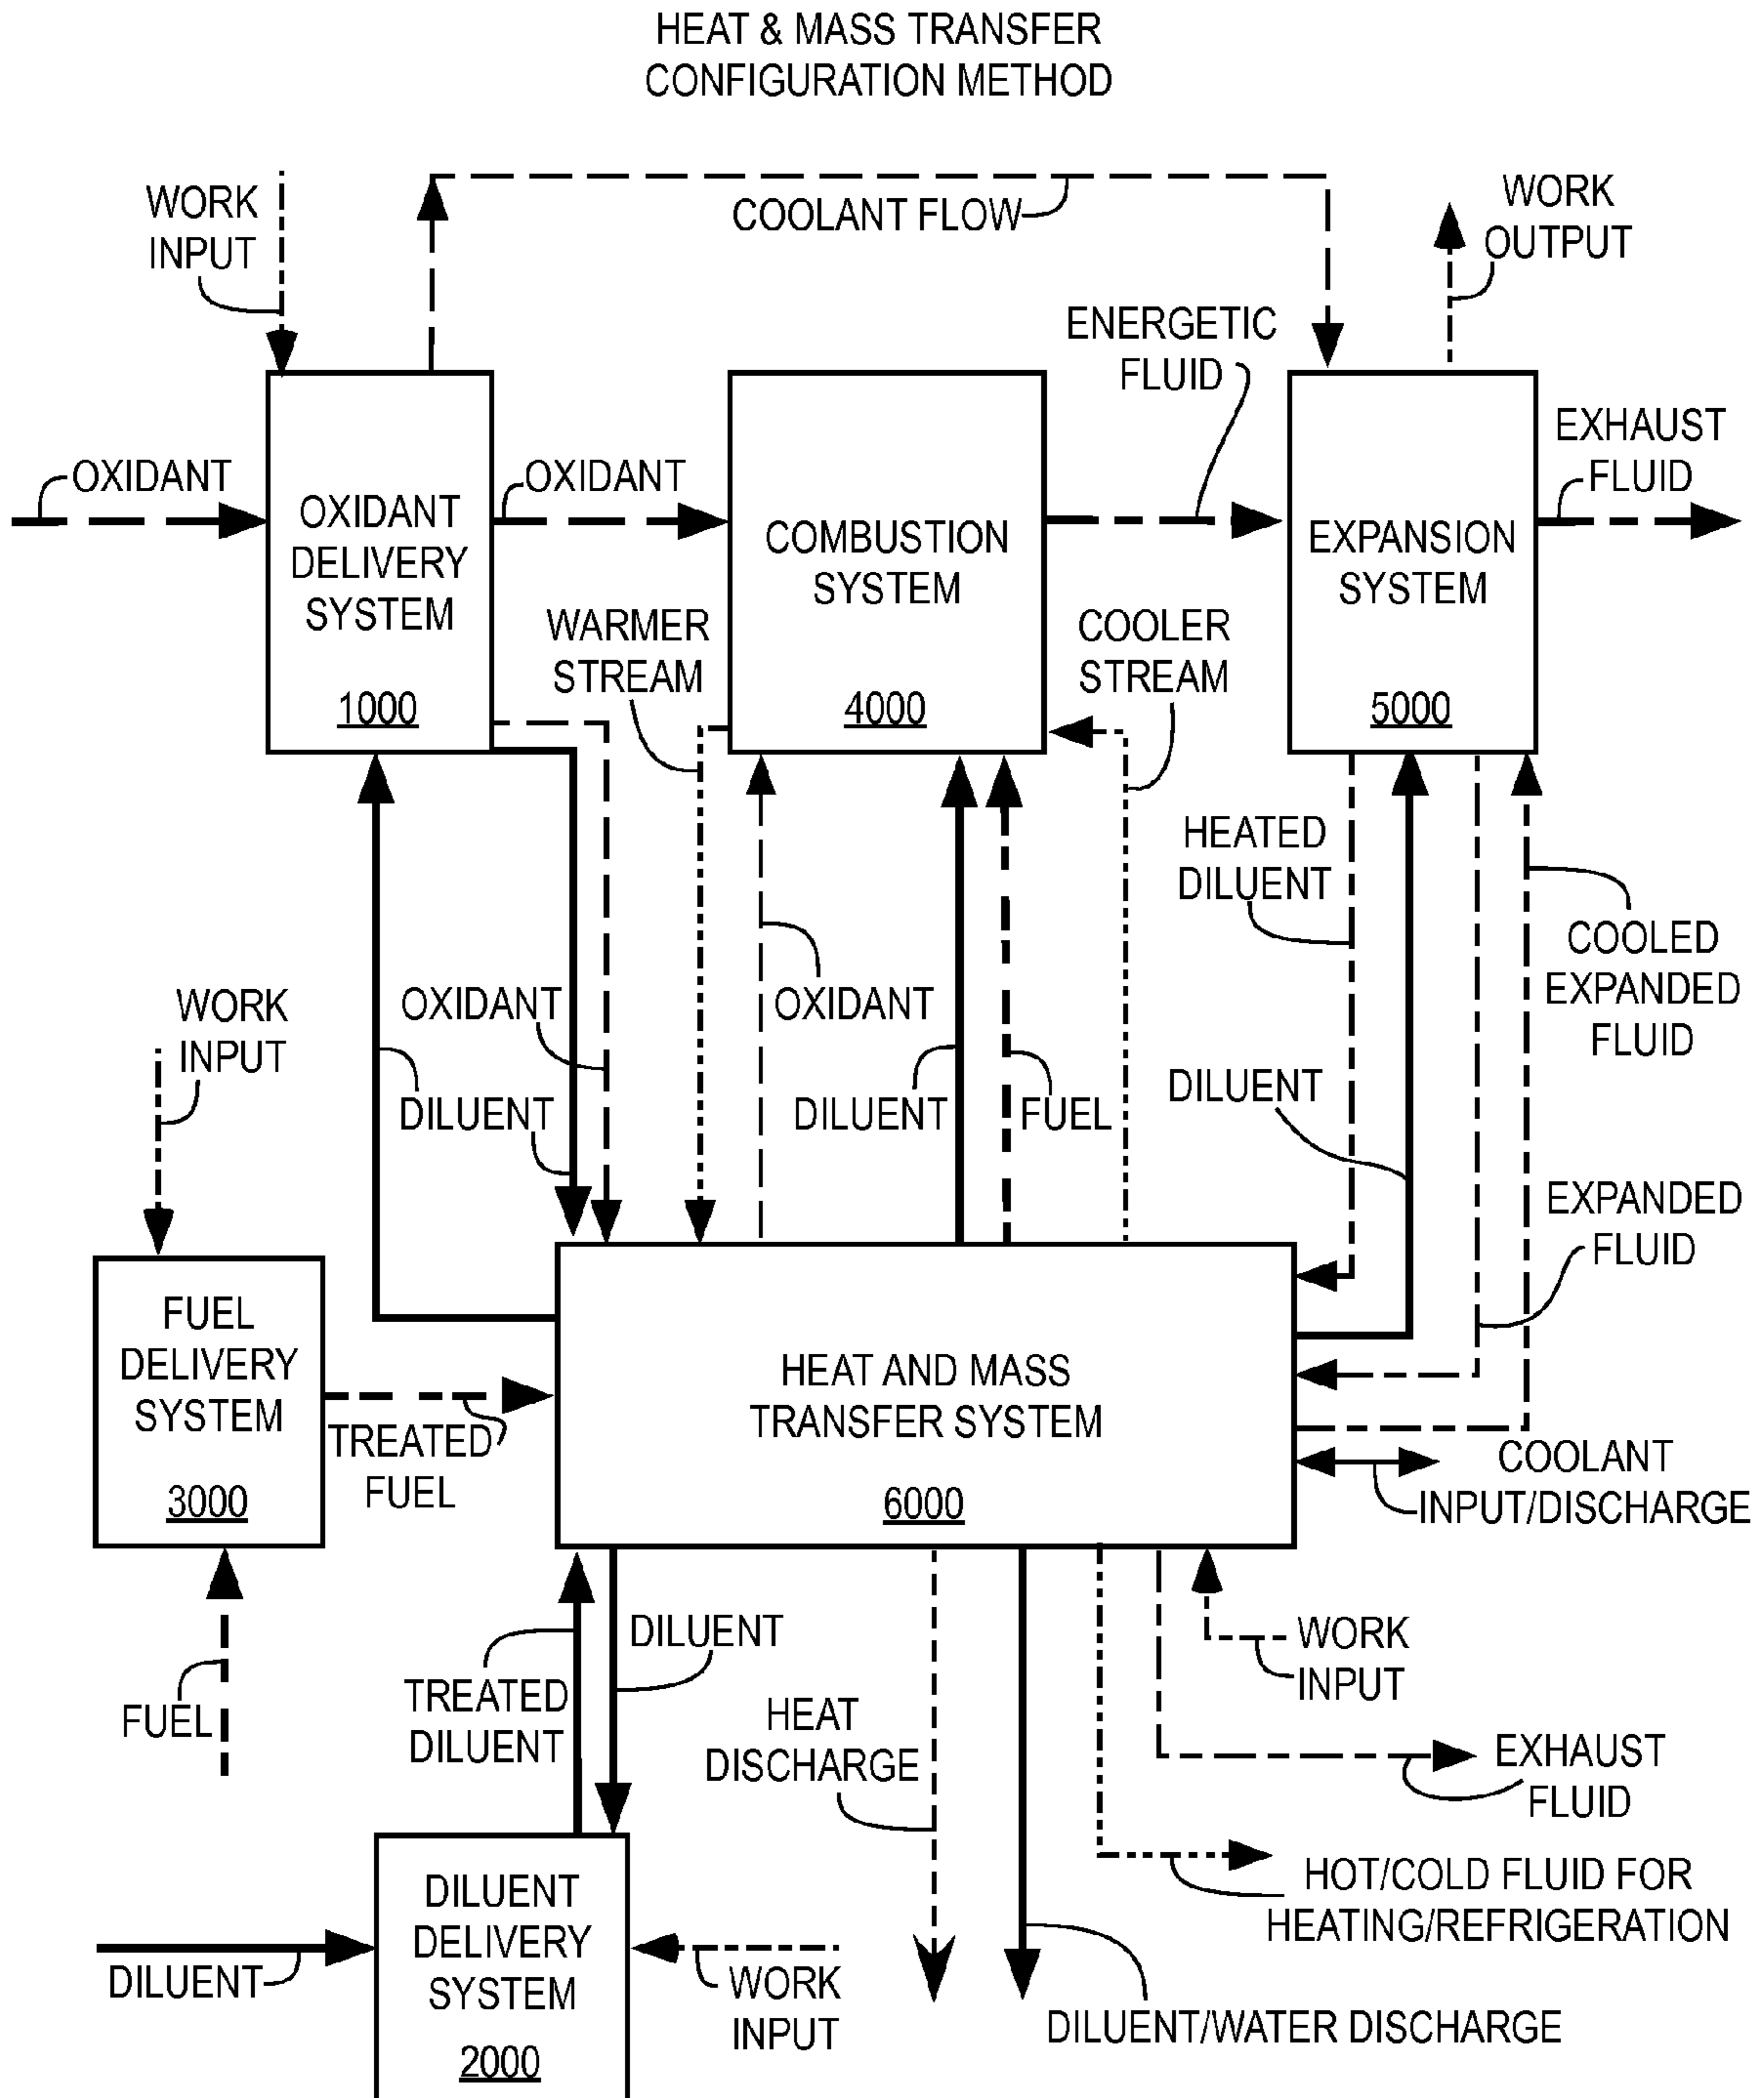 HEAT & MASS TRANSFER
CONFIGURATION METHOD
WORK
INPUT
COOLANT FLOW
WORK
OUTPUT
ENERGETIC
FLUID
OXIDANT
OXIDANT
EXHAUST
FLUID
OXIDANT
DELIVERY
SYSTEM
1000
COMBUSTION
SYSTEM
4000
EXPANSION
SYSTEM
5000
WARMER
STREAM
COOLER
STREAM
HEATED
DILUENT
COOLED
EXPANDED
FLUID
WORK
INPUT
OXIDANT
OXIDANT
DILUENT
DILUENT
FUEL
DILUENT
EXPANDED
FLUID
FUEL
DELIVERY
SYSTEM
3000
TREATED
FUEL
HEAT AND MASS
TRANSFER SYSTEM
6000
COOLANT
INPUT/DISCHARGE
FUEL
TREATED
DILUENT
DILUENT
HEAT
DISCHARGE
WORK
INPUT
EXHAUST
FLUID
HOT/COLD FLUID FOR
HEATING/REFRIGERATION
DILUENT
DILUENT
DELIVERY
SYSTEM
2000
WORK
INPUT
DILUENT/WATER DISCHARGE